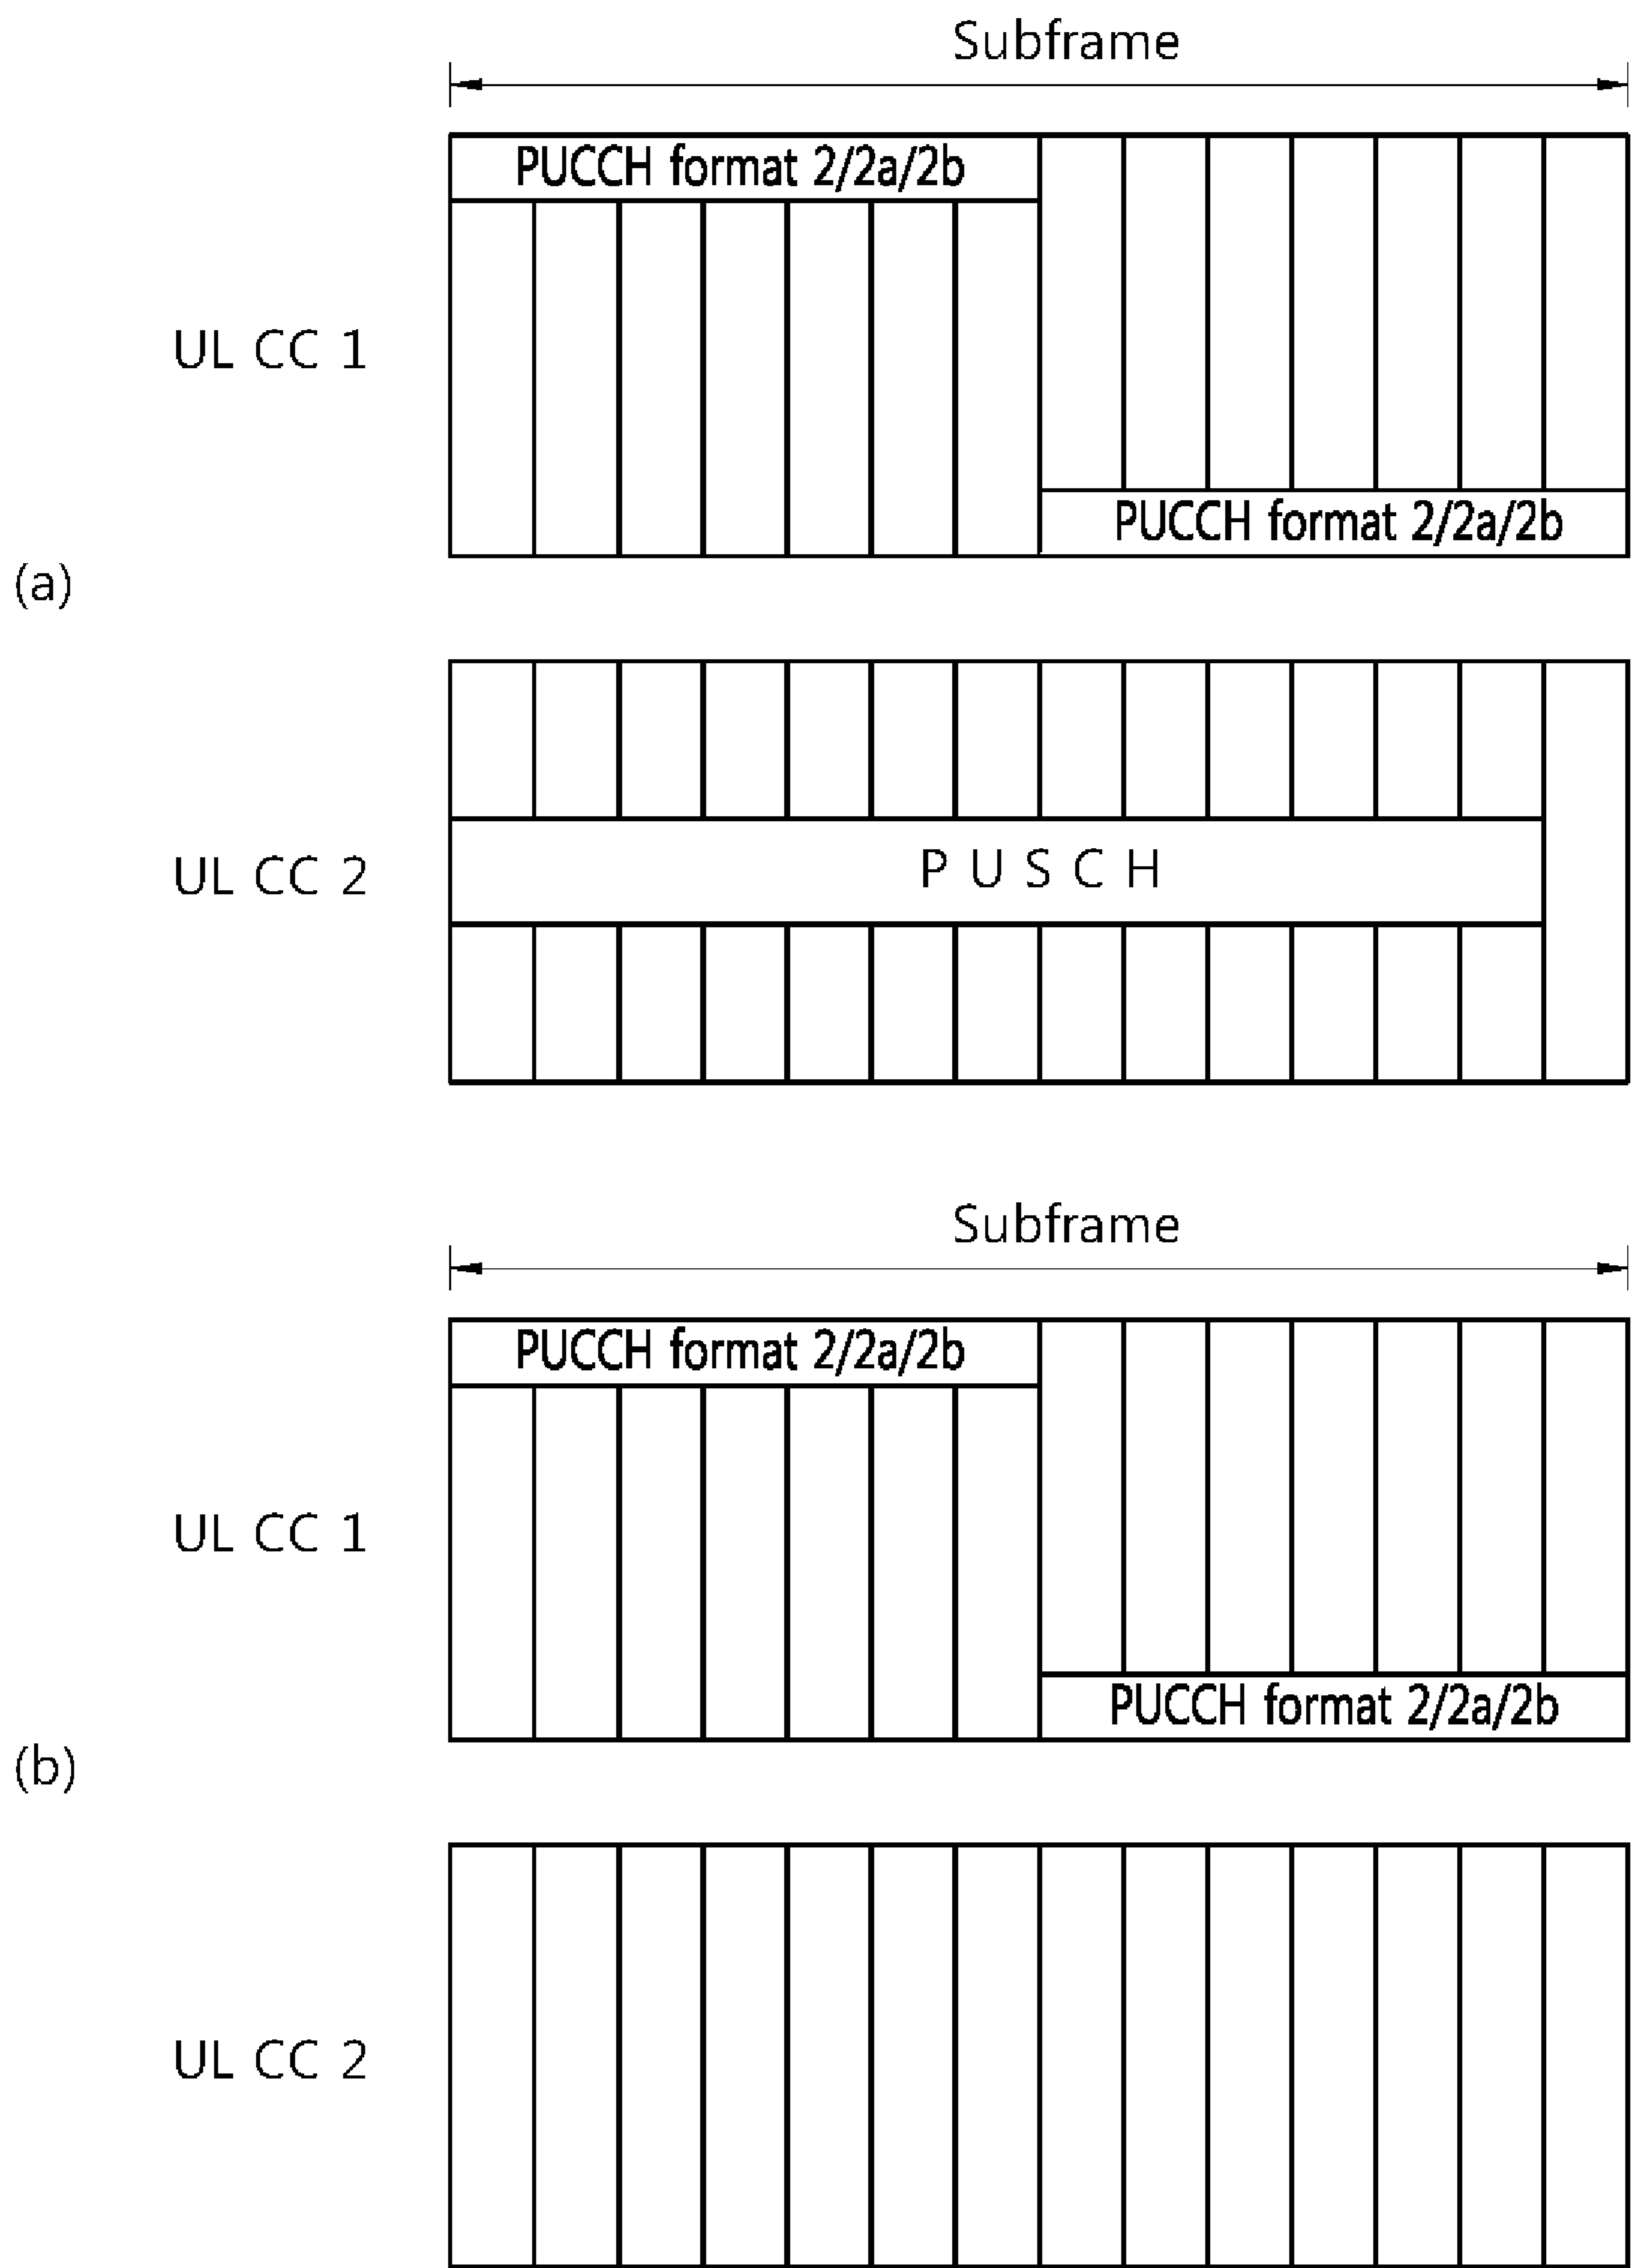 Subframe
PUCCH format 2/2a/2b
UL CC 1
PUCCH format 2/2a/2b
(a)
UL CC 2
PUSCH
Subframe
PUCCH format 2/2a/2b
UL CC 1
PUCCH format 2/2a/2b
(b)
UL CC 2